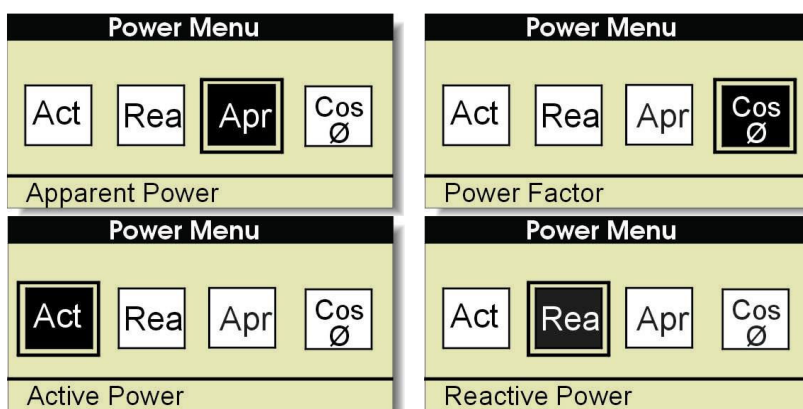 Power Menu
Act Rea Apr Cos Ø
Apparent Power
Power Menu
Act Rea Apr Cos Ø
Power Factor
Power Menu
Act Rea Apr Cos Ø
Active Power
Power Menu
Act Rea Apr Cos Ø
Reactive Power